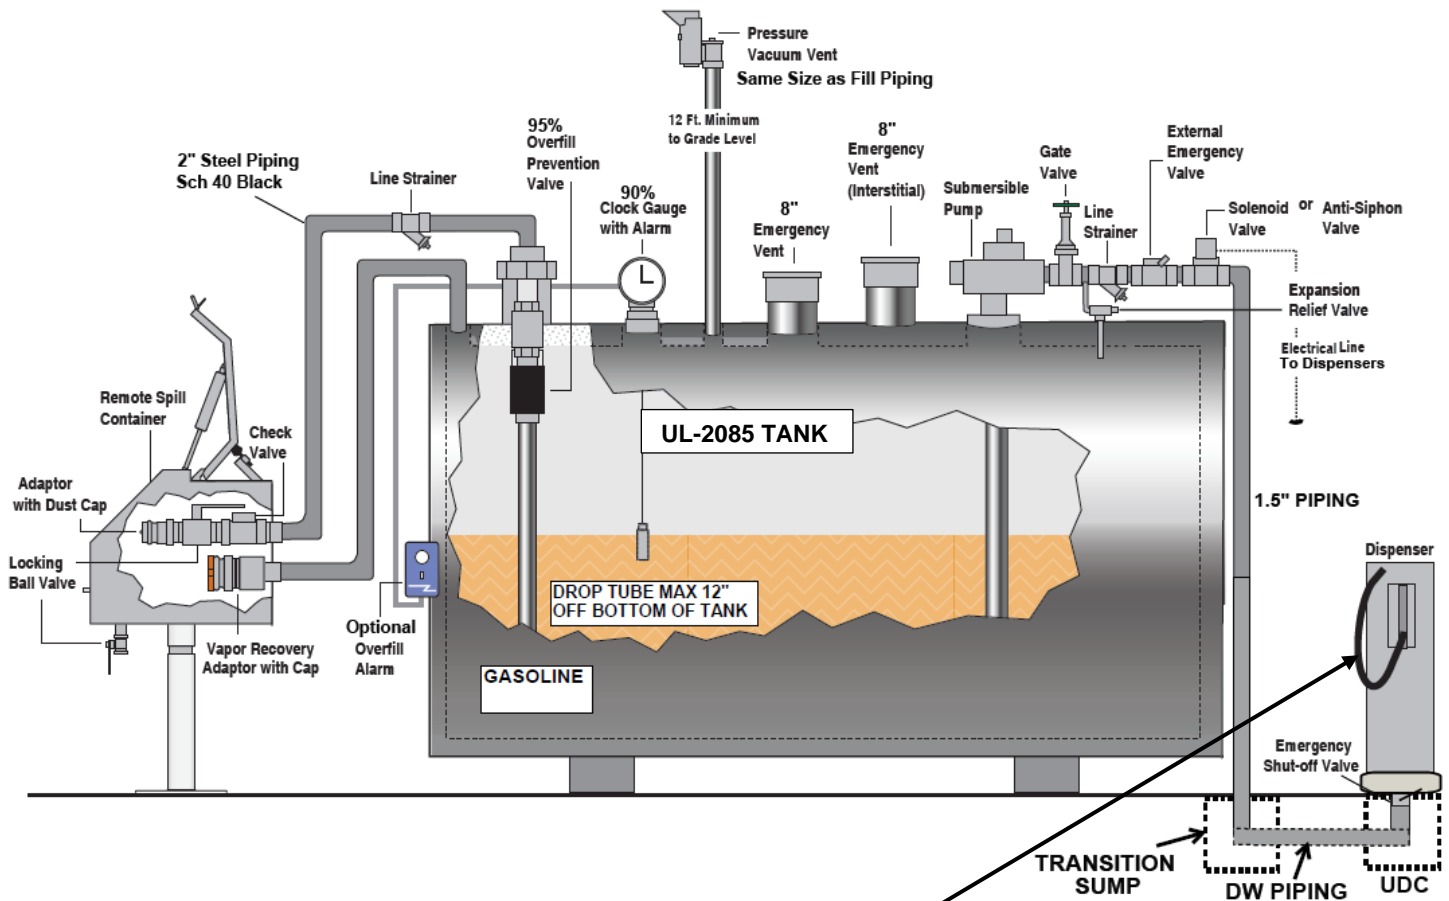 Pressure
Vacuum Vent
Same Size as Fill Piping
12 Ft. Minimum
to Grade Level
95%
Overfill
Prevention
Valve
2" Steel Piping
Sch 40 Black
Line Strainer
90%
Clock Gauge
with Alarm
8"
Emergency
Vent
8"
Emergency
Vent
(Interstitial)
Submersible
Pump
Gate
Valve
Line
Strainer
External
Emergency
Valve
Solenoid or Anti-Siphon
Valve Valve
Expansion
Relief Valve
Electrical Line
To Dispensers
Remote Spill
Container
Check
Valve
Adaptor
with Dust Cap
Locking
Ball Valve
Vapor Recovery
Adaptor with Cap
Optional
Overfill
Alarm
UL-2085 TANK
DROP TUBE MAX 12"
OFF BOTTOM OF TANK
GASOLINE
1.5" PIPING
Dispenser
Emergency
Shut-off Valve
TRANSITION
SUMP
DW PIPING
UDC